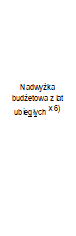 Nadwyżka
budżetowa z lat
ubiegłych x 6)